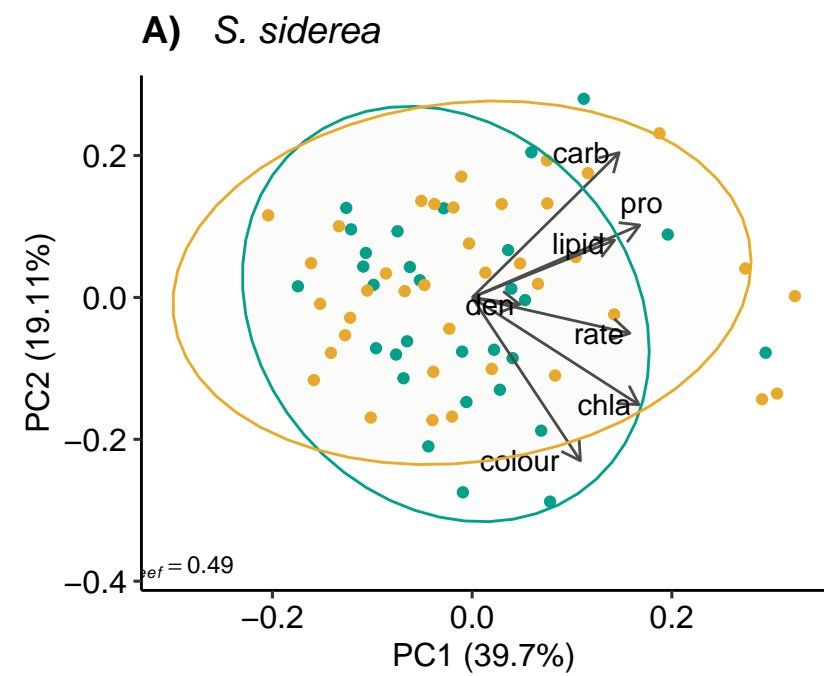 A) S. siderea
0.2
0.0
−0.2
−0.4
−0.2
0.0
0.2
PC2 (19.11%)
PC1 (39.7%)
carb
pro
lipid
den
rate
chla
colour
eef = 0.49